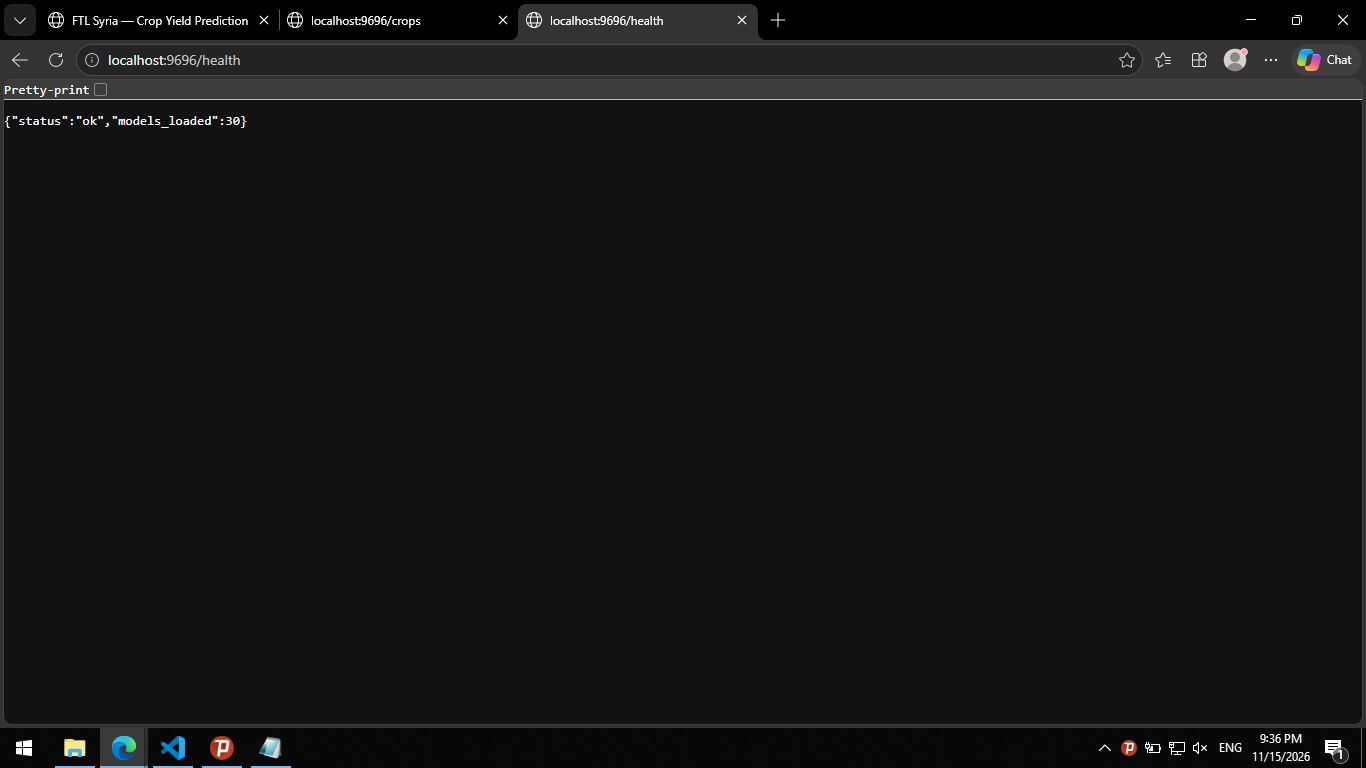 FTL Syria — Crop Yield Prediction
localhost:9696/crops
localhost:9696/health
localhost:9696/health
Chat
Pretty-print
{"status":"ok","models_loaded":30}
ENG
9:36 PM
11/15/2026
1